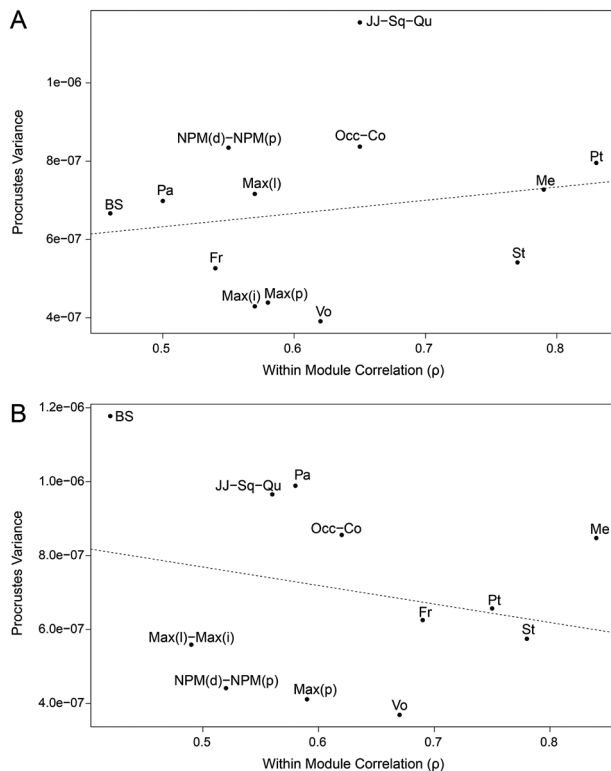 A
JJ−Sq−Qu
1e−06
NPM(d)−NPM(p)
Occ−Co
8e−07
Pt
Me
Pa
Max(l)
BS
6e−07
Fr
St
Max(i)
Max(p)
Vo
4e−07
Procrustes Variance
0.5 0.6 0.7 0.8
Within Module Correlation (ρ)
B
1.2e−06
BS
Pa
JJ−Sq−Qu
1.0e−06
Occ−Co
Me
8.0e−07
Pt
Fr
St
6.0e−07
Max(l)−Max(i)
NPM(d)−NPM(p)
Max(p)
Vo
4.0e−07
Procrustes Variance
0.5 0.6 0.7 0.8
Within Module Correlation (ρ)